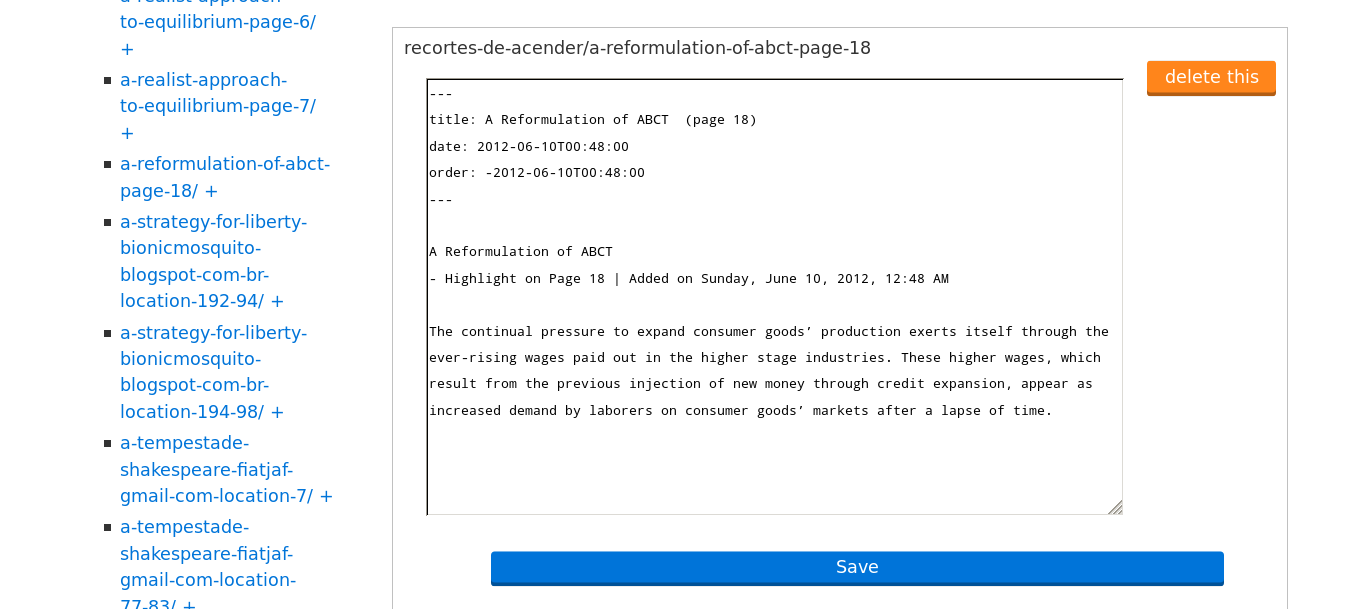 to-equilibrium-page-6/
+
a-realist-approach-
to-equilibrium-page-7/
+
a-reformulation-of-abct-
page-18/ +
a-strategy-for-liberty-
bionicmosquito-
blogspot-com-br-
location-192-94/ +
a-strategy-for-liberty-
bionicmosquito-
blogspot-com-br-
location-194-98/ +
a-tempestade-
shakespeare-fiatjaf-
gmail-com-location-7/ +
a-tempestade-
shakespeare-fiatjaf-
gmail-com-location-
77-83/ +
recortes-de-acender/a-reformulation-of-abct-page-18
delete this
---
title: A Reformulation of ABCT  (page 18)
date: 2012-06-10T00:48:00
order: -2012-06-10T00:48:00
---
A Reformulation of ABCT
- Highlight on Page 18 | Added on Sunday, June 10, 2012, 12:48 AM
The continual pressure to expand consumer goods’ production exerts itself through the
ever-rising wages paid out in the higher stage industries. These higher wages, which
result from the previous injection of new money through credit expansion, appear as
increased demand by laborers on consumer goods’ markets after a lapse of time.
Save